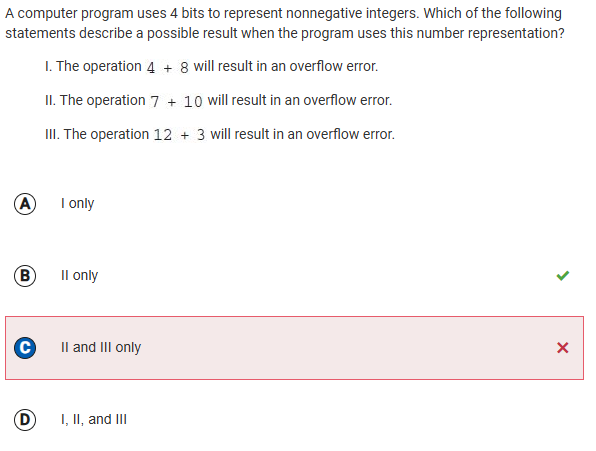 A computer program uses 4 bits to represent nonnegative integers. Which of the following
statements describe a possible result when the program uses this number representation?
I. The operation 4 + 8 will result in an overflow error.
II. The operation 7 + 10 will result in an overflow error.
III. The operation 12 + 3 will result in an overflow error.
A I only
B II only
C II and III only
D I, II, and III